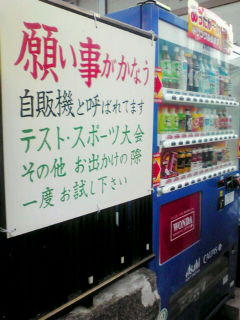 願い事がかなう
自販機と呼ばれてます
テスト・スポーツ大会
その他 お出かけの際
一度お試し下さい
WONDA
Asahi
CALPIS